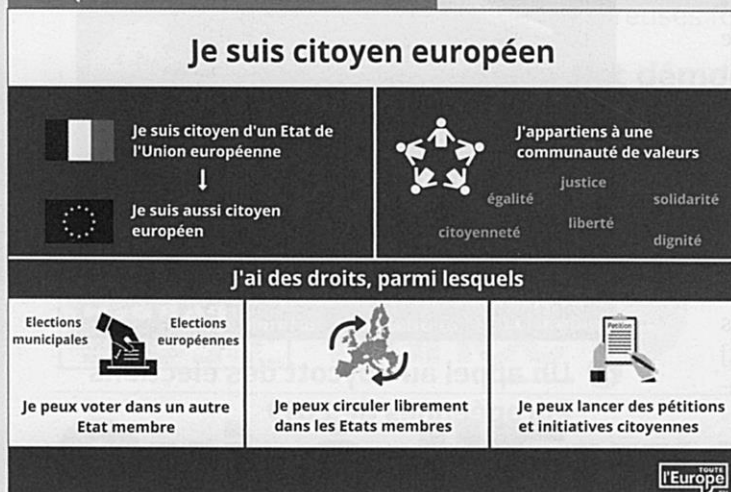 Je suis citoyen européen
Je suis citoyen d'un Etat de
l'Union européenne
Je suis aussi citoyen
européen
J'appartiens à une
communauté de valeurs
justice
égalité
solidarité
citoyenneté
liberté
dignité
J'ai des droits, parmi lesquels
Elections
municipales
Elections
européennes
Je peux voter dans un autre
Etat membre
Je peux circuler librement
dans les Etats membres
Petition
Je peux lancer des pétitions
et initiatives citoyennes
TOUTE
l'Europe